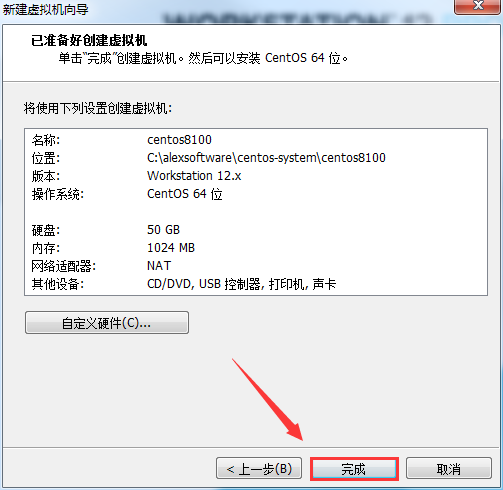 新建虚拟机向导
已准备好创建虚拟机
单击“完成”创建虚拟机。然后可以安装 CentOS 64 位。
将使用下列设置创建虚拟机:
名称: centos8100
位置: C:\alexsoftware\centos-system\centos8100
版本: Workstation 12.x
操作系统: CentOS 64 位
硬盘: 50 GB
内存: 1024 MB
网络适配器: NAT
其他设备: CD/DVD, USB 控制器, 打印机, 声卡
自定义硬件(C)...
< 上一步(B) 完成 取消